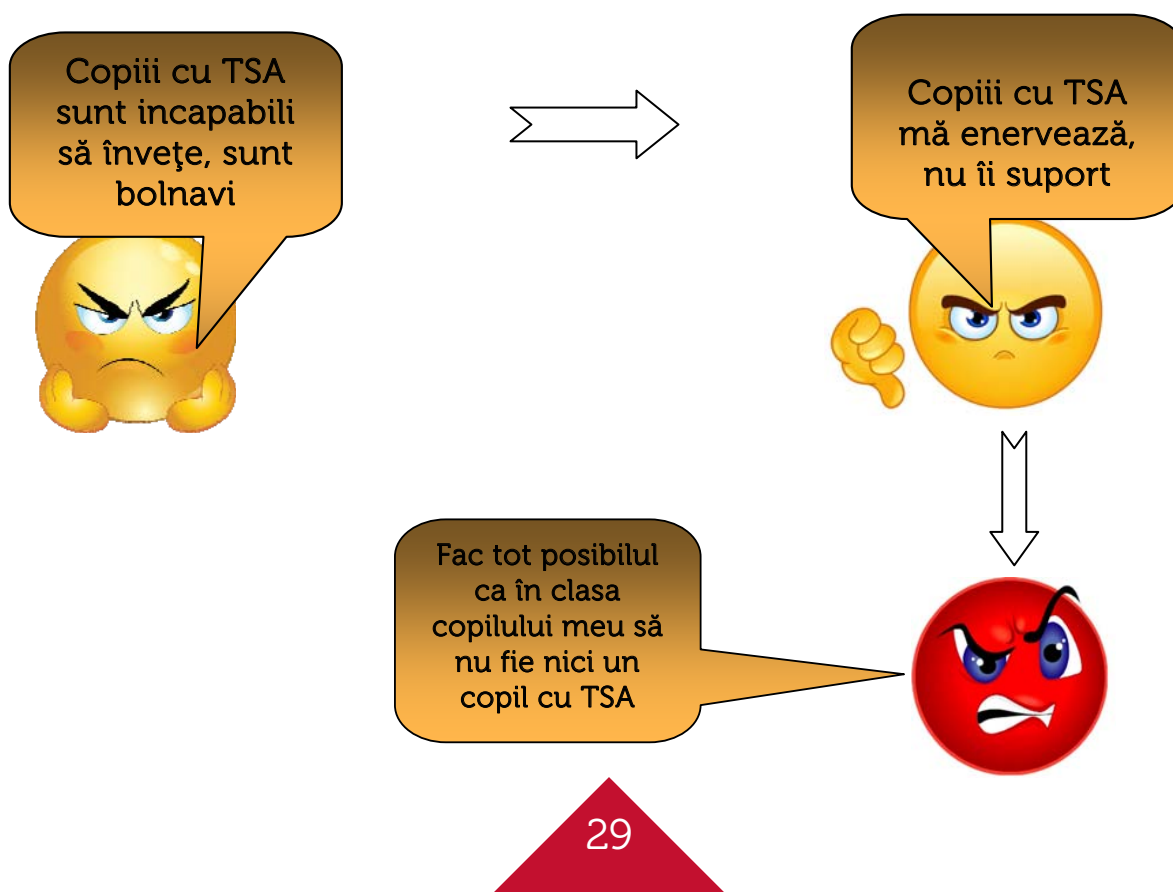 Copiii cu TSA
sunt incapabili
să înveţe, sunt
bolnavi
Copiii cu TSA
mă enervează,
nu îi suport
Fac tot posibilul
ca în clasa
copilului meu să
nu fie nici un
copil cu TSA
29